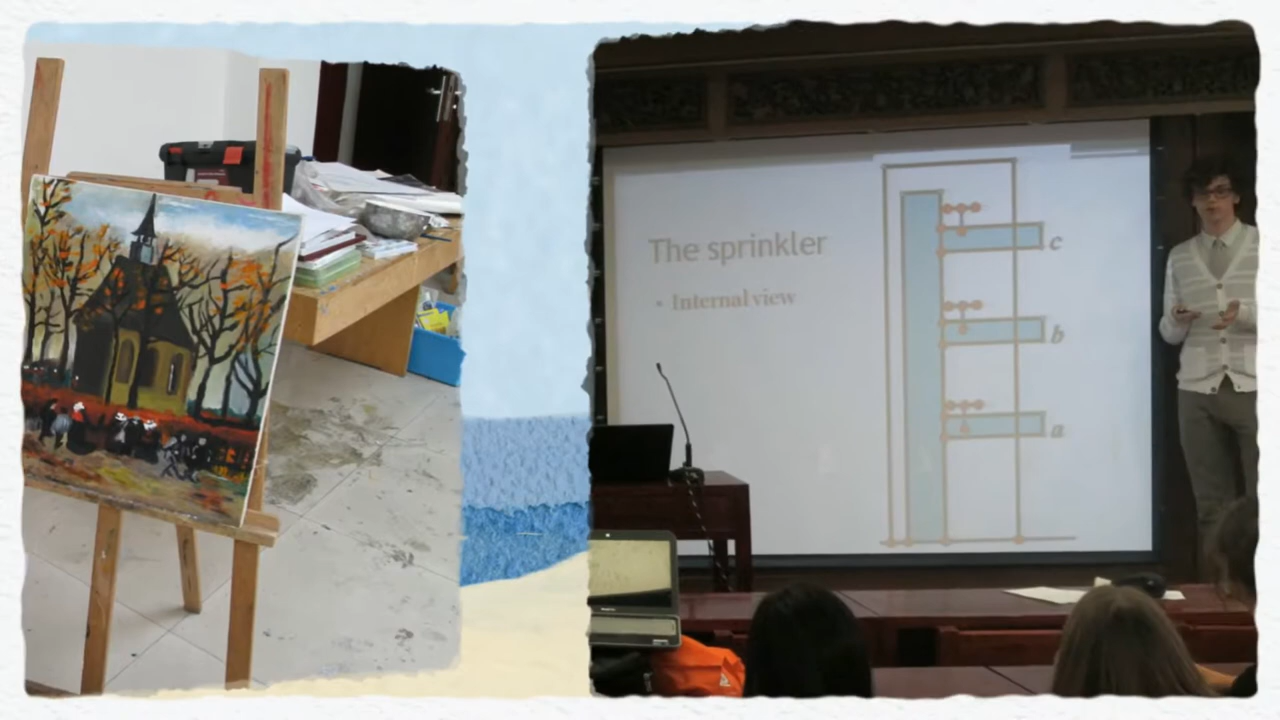 The sprinkler
• Internal view
c
b
a